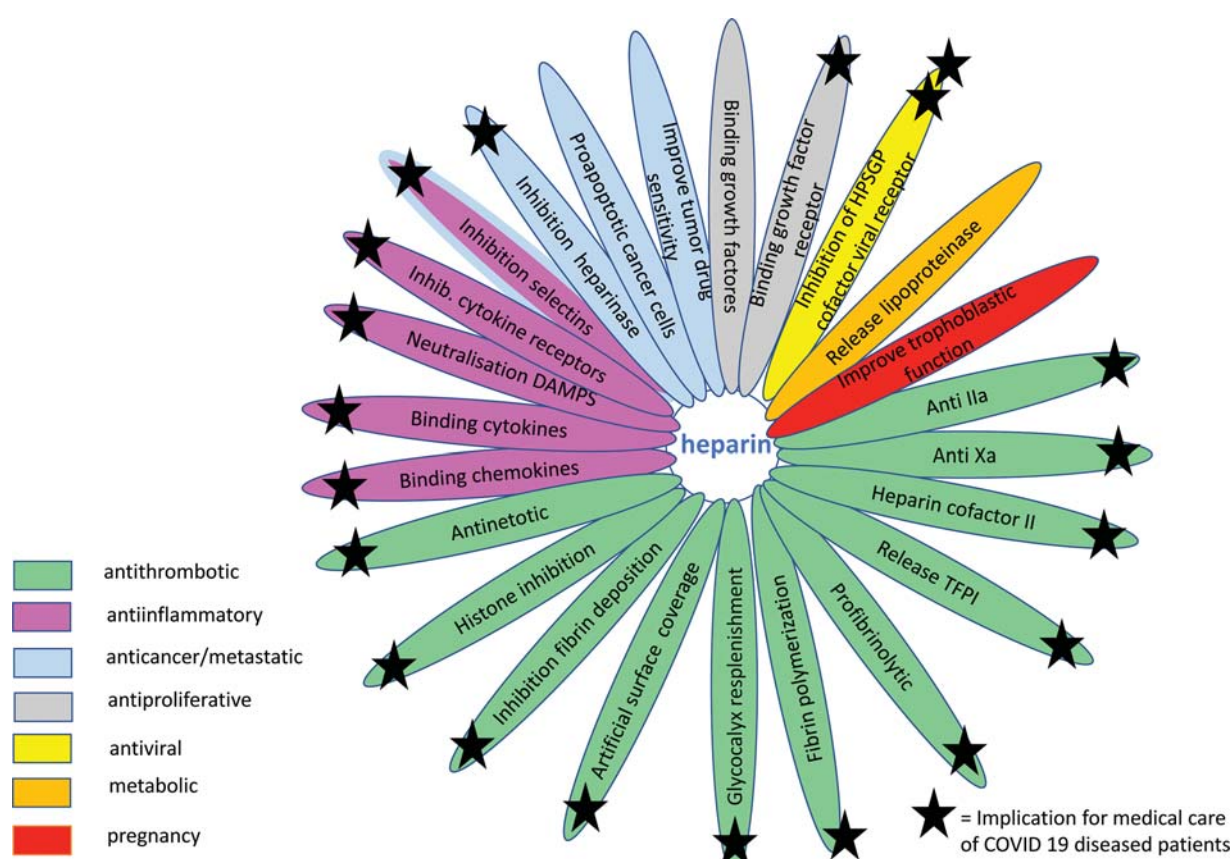 Binding growth factores
Binding growth factor
receptor
Inhibition of HPSGP
cofactor viral receptor
Release lipoproteinase
Improve trophoblastic
function
Anti IIa
Anti Xa
Heparin cofactor II
Release TFPI
Profibrinolytic
Fibrin polymerization
Glycocalyx resplenishment
Artificial surface coverage
Inhibition fibrin deposition
Histone inhibition
Antinetotic
Binding chemokines
Binding cytokines
Neutralisation DAMPS
Inhib. cytokine receptors
Inhibition selectins
Inhibition heparinase
Proapoptotic cancer cells
Improve tumor drug
sensitivity
heparin
antithrombotic
antiinflammatory
anticancer/metastatic
antiproliferative
antiviral
metabolic
pregnancy
= Implication for medical care
of COVID 19 diseased patients